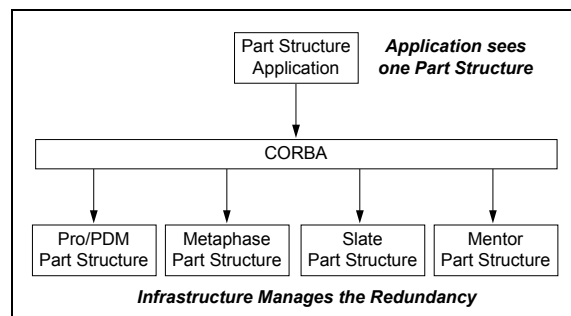 Part Structure
Application
Application sees
one Part Structure
CORBA
Pro/PDM
Part Structure
Metaphase
Part Structure
Slate
Part Structure
Mentor
Part Structure
Infrastructure Manages the Redundancy